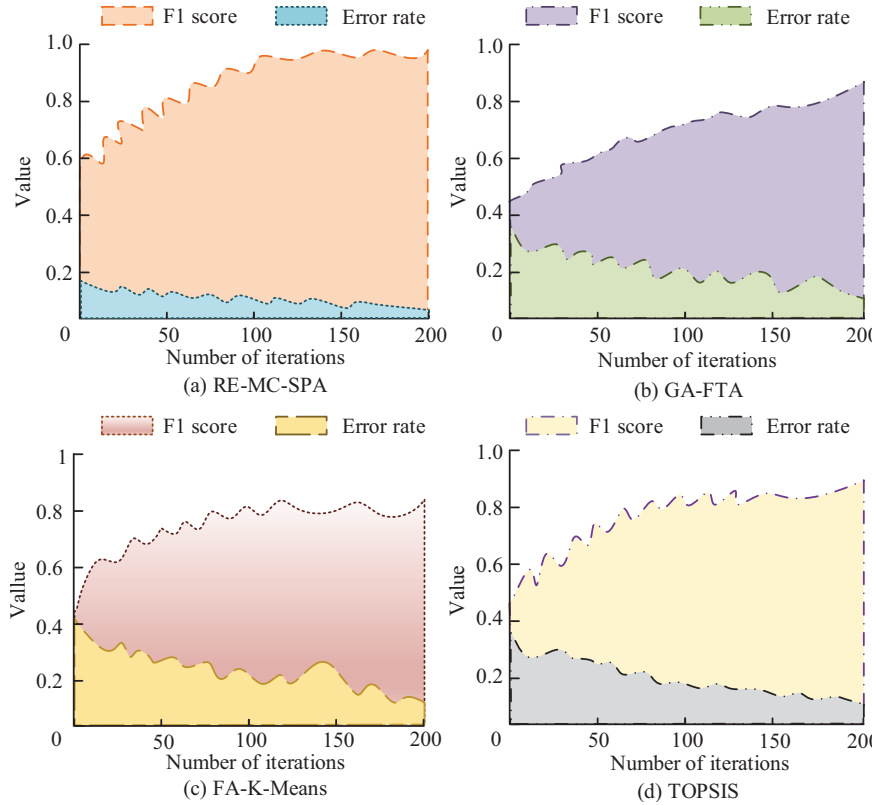 F1 score Error rate
1.0
0.8
0.6
0.4
0.2
0 50 100 150 200
Value
Number of iterations
(a) RE-MC-SPA
F1 score Error rate
1.0
0.8
0.6
0.4
0.2
0 50 100 150 200
Value
Number of iterations
(b) GA-FTA
F1 score Error rate
1
0.8
0.6
0.4
0.2
0 50 100 150 200
Vallue
Number of iterations
(c) FA-K-Means
F1 score Error rate
1.0
0.8
0.6
0.4
0.2
0 50 100 150 200
Value
Number of iterations
(d) TOPSIS